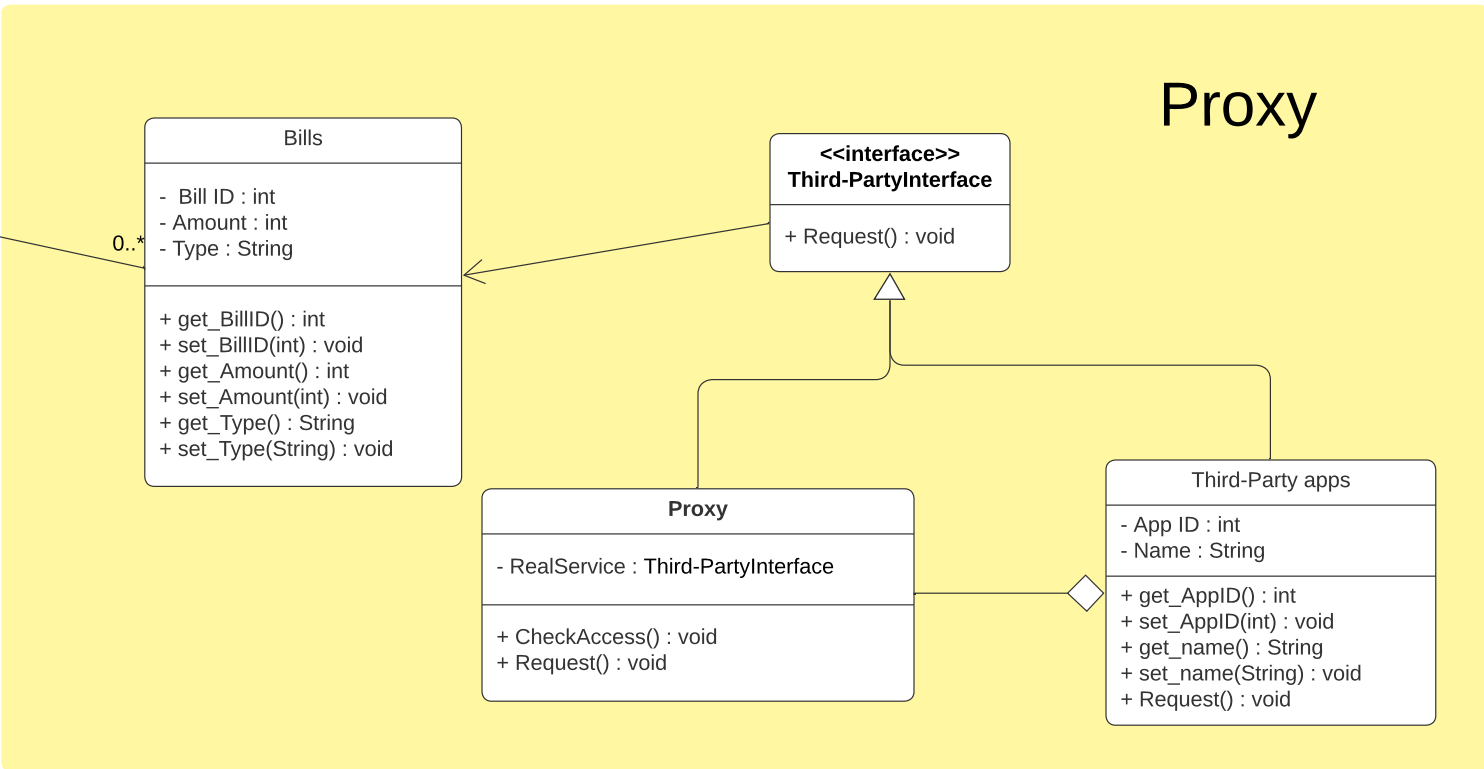 Proxy
Bills
- Bill ID : int
- Amount : int
- Type : String
0..*
+ get_BillID() : int
+ set_BillID(int) : void
+ get_Amount() : int
+ set_Amount(int) : void
+ get_Type() : String
+ set_Type(String) : void
<<interface>>
Third-PartyInterface
+ Request() : void
Proxy
- RealService : Third-PartyInterface
+ CheckAccess() : void
+ Request() : void
Third-Party apps
- App ID : int
- Name : String
+ get_AppID() : int
+ set_AppID(int) : void
+ get_name() : String
+ set_name(String) : void
+ Request() : void